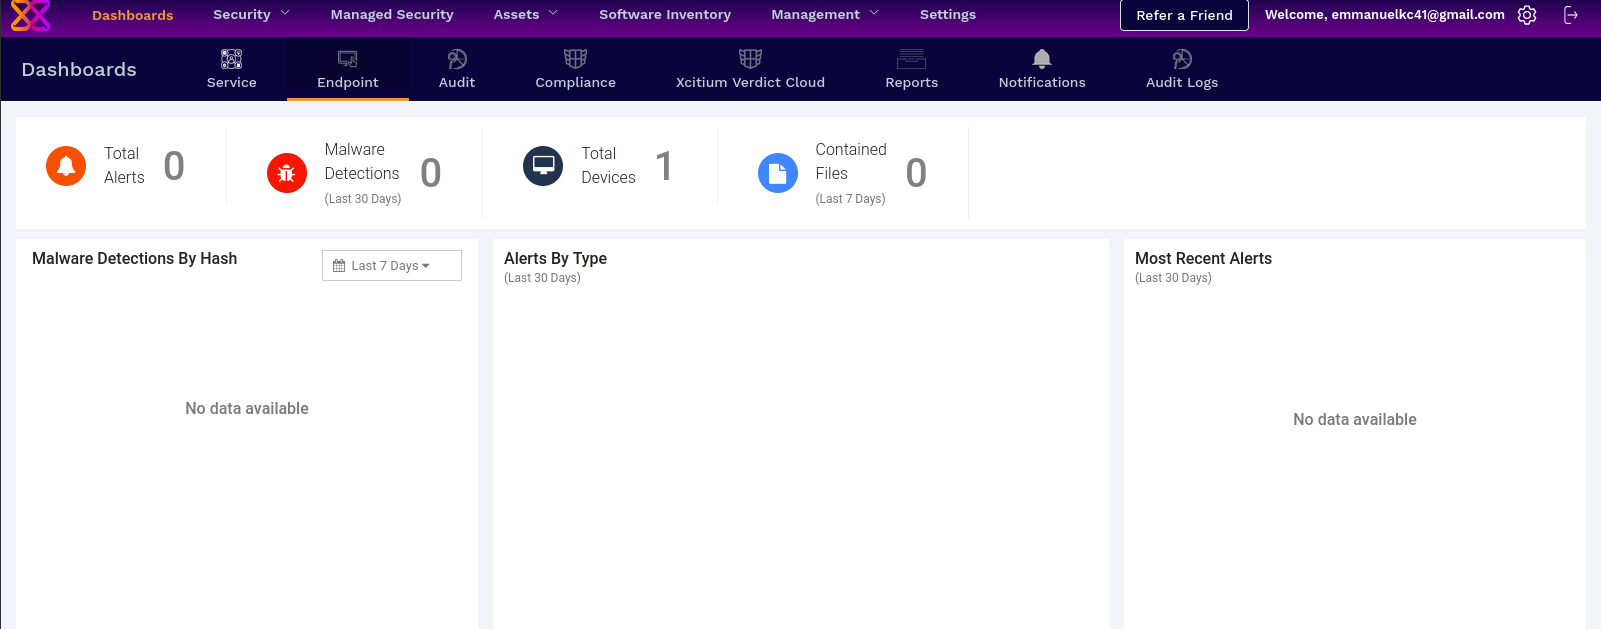 Dashboards Security Managed Security Assets Software Inventory Management Settings Refer a Friend Welcome, emmanuelkc41@gmail.com
Dashboards
Service Endpoint Audit Compliance Xcitium Verdict Cloud Reports Notifications Audit Logs
Total
Alerts
0
Malware
Detections
(Last 30 Days)
0
Total
Devices
1
Contained
Files
(Last 7 Days)
0
Malware Detections By Hash
Last 7 Days
No data available
Alerts By Type
(Last 30 Days)
Most Recent Alerts
(Last 30 Days)
No data available